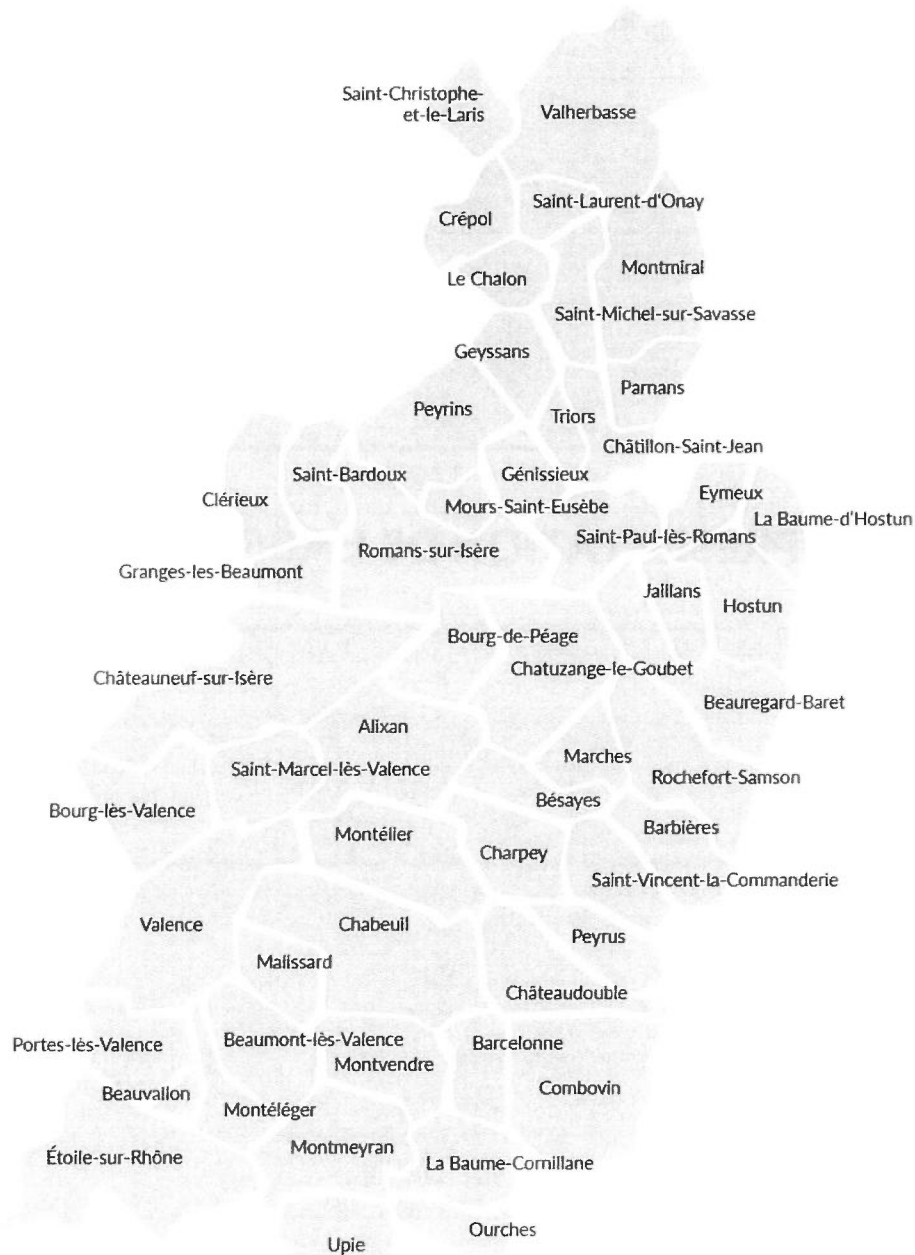 Saint-Christophe-
et-le-Laris
Valherbasse
Saint-Laurent-d'Onay
Crépol
Montmiral
Le Chalon
Saint-Michel-sur-Savasse
Geyssans
Parnans
Peyrins
Triors
Châtillon-Saint-Jean
Saint-Bardoux
Génissieux
Clérieux
Eymeux
Mours-Saint-Eusèbe
La Baume-d'Hostun
Saint-Paul-lès-Romans
Romans-sur-Isère
Granges-les-Beaumont
Jaillans
Hostun
Bourg-de-Péage
Chatuzange-le-Goubet
Châteauneuf-sur-Isère
Beauregard-Baret
Alixan
Marches
Saint-Marcel-lès-Valence
Rochefort-Samson
Bésayes
Bourg-lès-Valence
Barbières
Montélier
Charpey
Saint-Vincent-la-Commanderie
Valence
Chabeuil
Peyrus
Malissard
Châteaudouble
Portes-lès-Valence
Beaumont-lès-Valence
Barcelonne
Montvendre
Combovin
Beauvallon
Montéléger
Montmeyran
Étoile-sur-Rhône
La Baume-Cornillane
Ourches
Upie